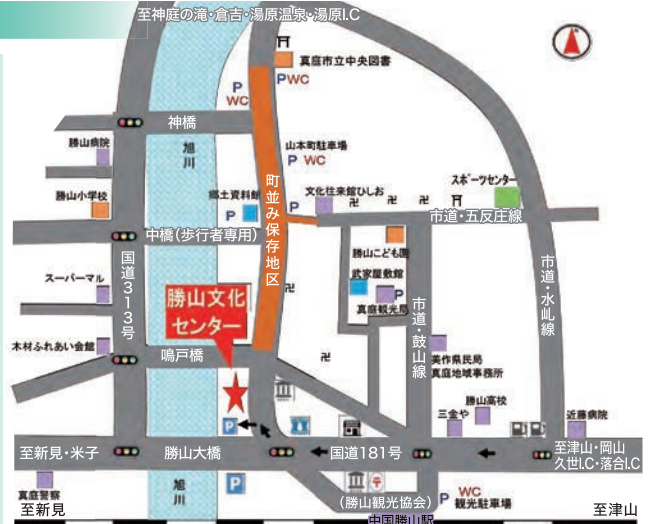 至神庭の滝・倉吉・湯原温泉・湯原I.C
真庭市立中央図書
P
WC
PWC
神橋
勝山病院
旭川
山本町駐車場
P WC
勝山小学校
郷土資料館
P
町並み保存地区
文化往来館ひしお
P
スポーツセンター
市道・五反庄線
中橋(歩行者専用)
国道313号
勝山こども園
武家屋敷館
P
真庭観光局
市道・鼓山線
スーパーマル
勝山文化
センター
木材ふれあい会館
鳴戸橋
美作県民局
真庭地域事務所
勝山高校
三金や
近藤病院
P
至新見・米子
勝山大橋
国道181号
至津山・岡山
久世I.C・落合I.C
真庭警察
旭川
P
(勝山観光協会)
P WC
観光駐車場
至新見
中国勝山駅
至津山